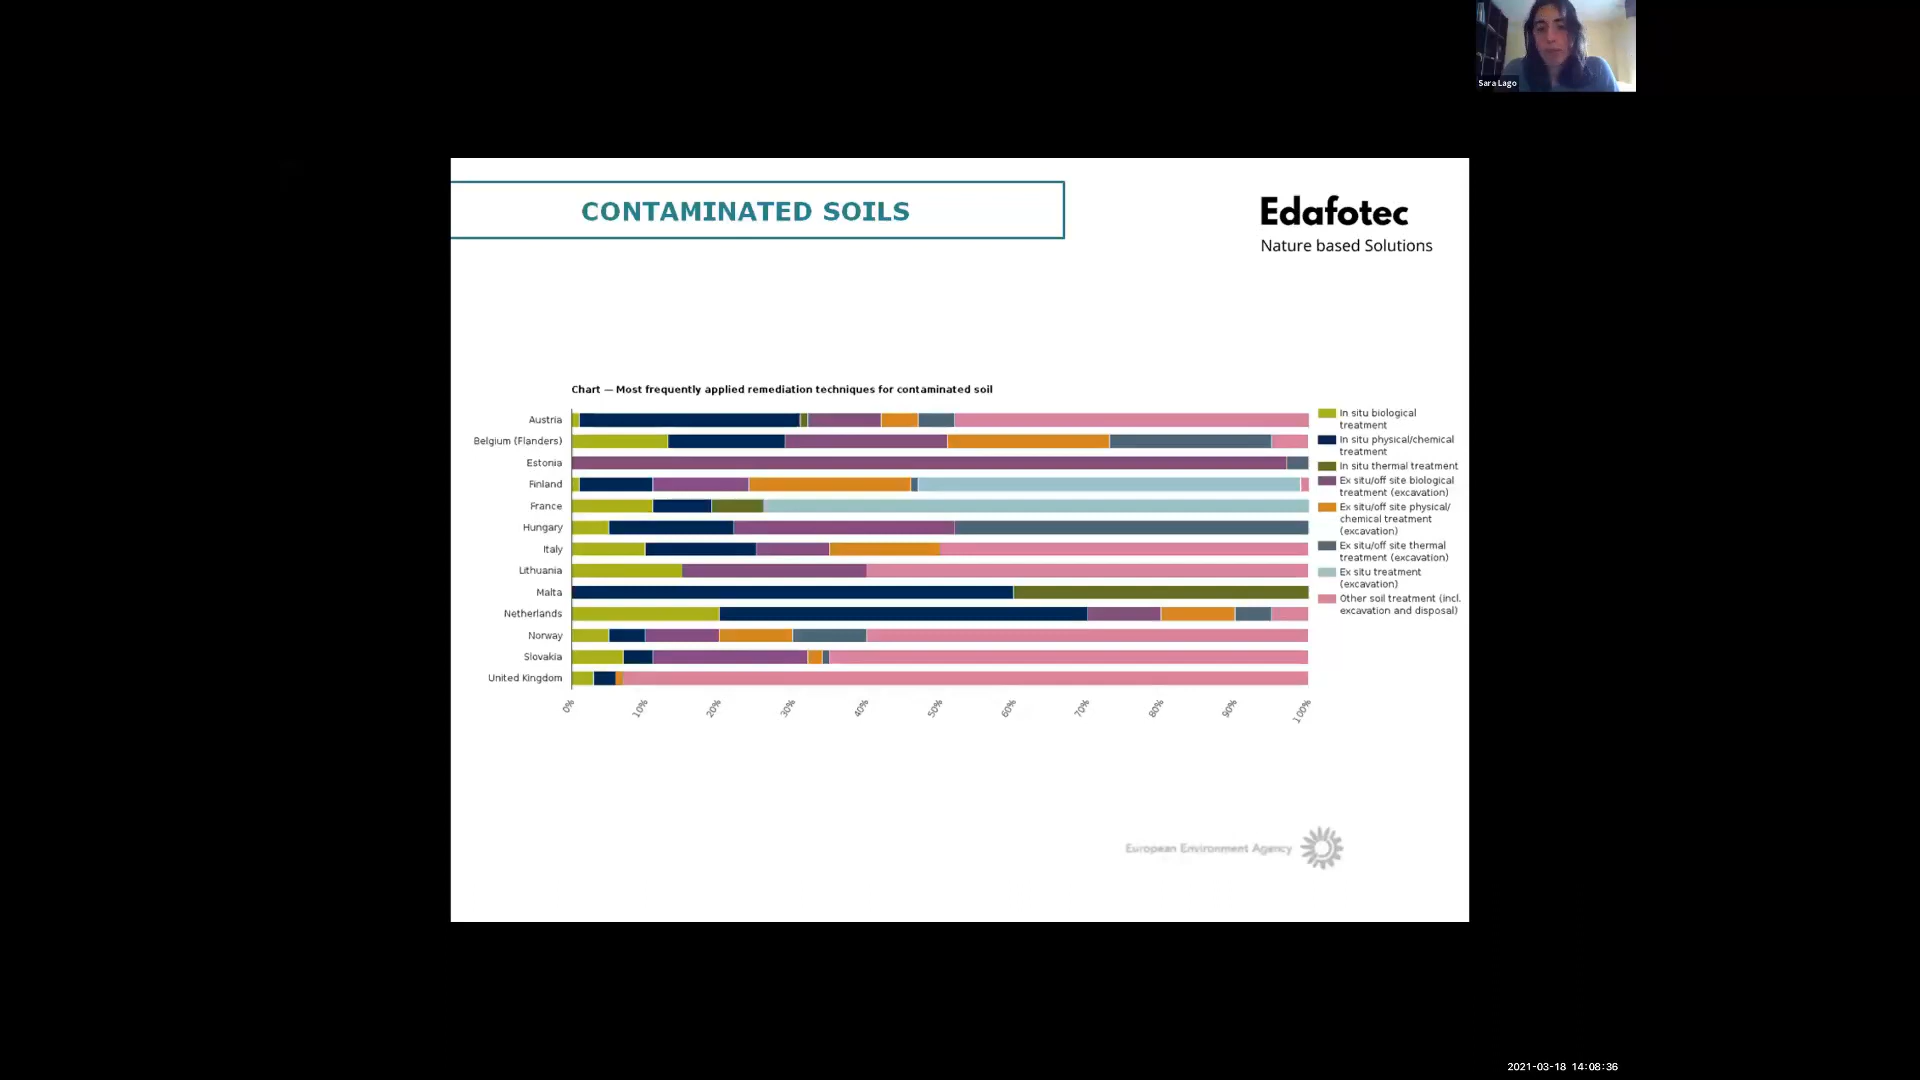 Sara Lago
CONTAMINATED SOILS
Edafotec
Nature based Solutions
Chart — Most frequently applied remediation techniques for contaminated soil
Austria
Belgium (Flanders)
Estonia
Finland
France
Hungary
Italy
Lithuania
Malta
Netherlands
Norway
Slovakia
United Kingdom
0%
10%
20%
30%
40%
50%
60%
70%
80%
90%
100%
In situ biological
treatment
In situ physical/chemical
treatment
In situ thermal treatment
Ex situ/off site biological
treatment (excavation)
Ex situ/off site physical/
chemical treatment
(excavation)
Ex situ/off site thermal
treatment (excavation)
Ex situ treatment
(excavation)
Other soil treatment (incl.
excavation and disposal)
European Environment Agency
2021-03-18 14:08:36